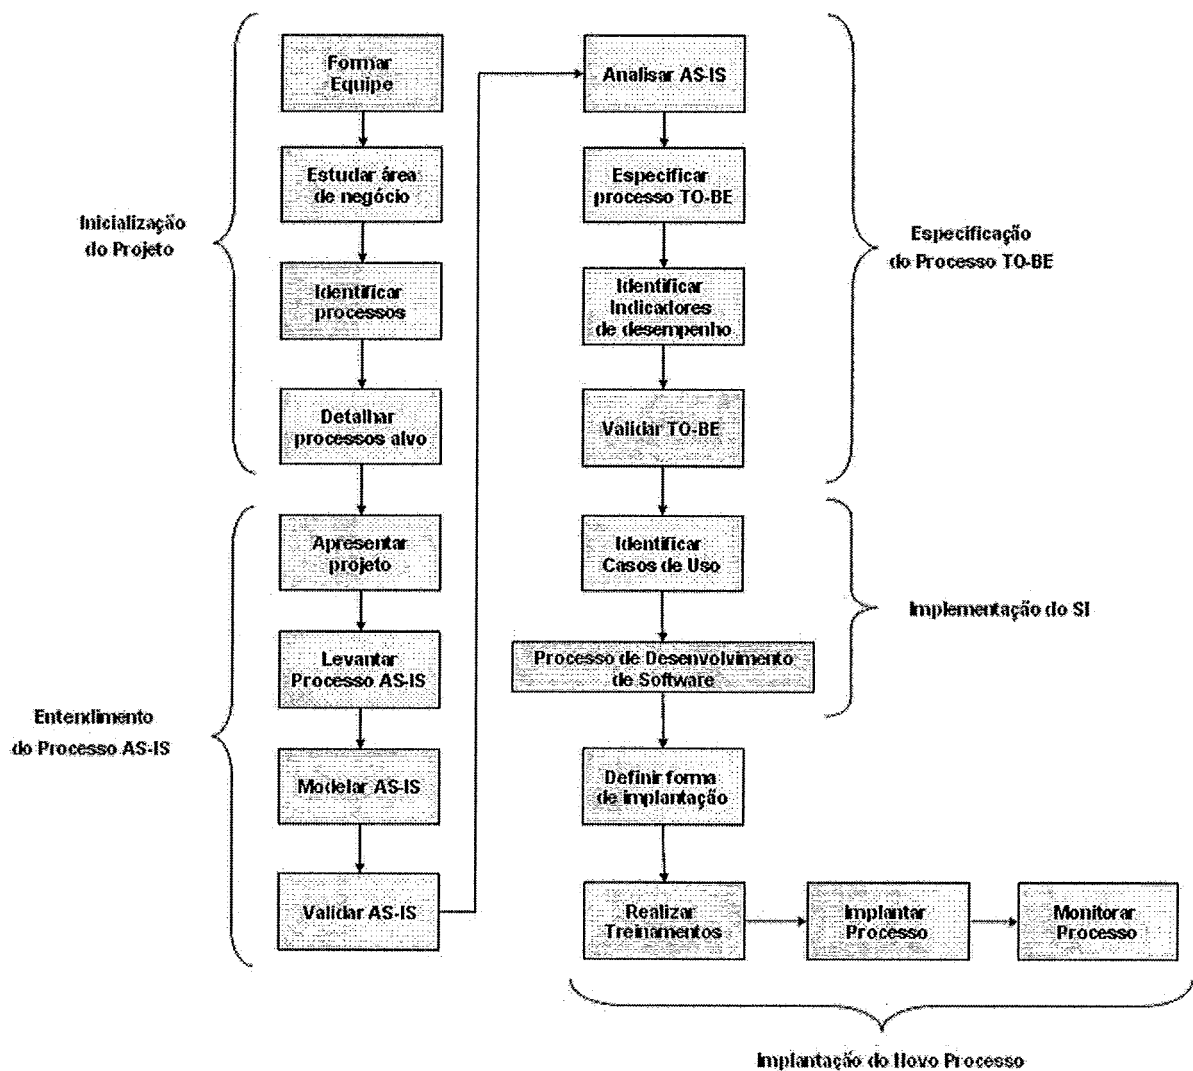 Inicialização
do Projeto
Formar
Equipe
Estudar área
de negócio
Identificar
processos
Detalhar
processos alvo
Entendimento
do Processo AS-IS
Apresentar
projeto
Levantar
Processo AS-IS
Modelar AS-IS
Validar AS-IS
Analisar AS-IS
Especificar
processo TO-BE
Identificar
Indicadores
de desempenho
Validar TO-BE
Especificação
do Processo TO-BE
Identificar
Casos de Uso
Processo de Desenvolvimento
de Software
Implementação do SI
Definir forma
de implantação
Realizar
Treinamentos
Implantar
Processo
Monitorar
Processo
Implantação do Novo Processo